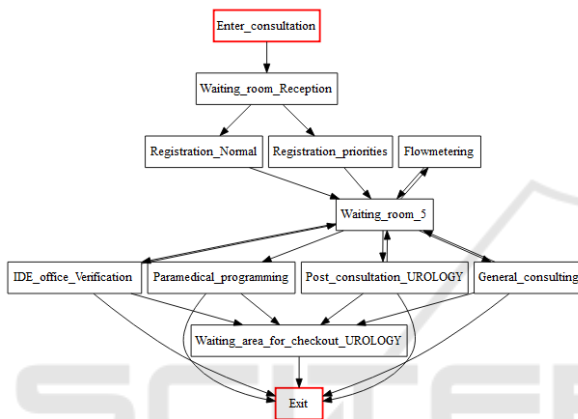 Enter_consultation
Waiting_room_Reception
Registration_Normal Registration_priorities Flowmetering
Waiting_room_5
IDE_office_Verification Paramedical_programming Post_consultation_UROLOGY General_consulting
Waiting_area_for_checkout_UROLOGY
Exit